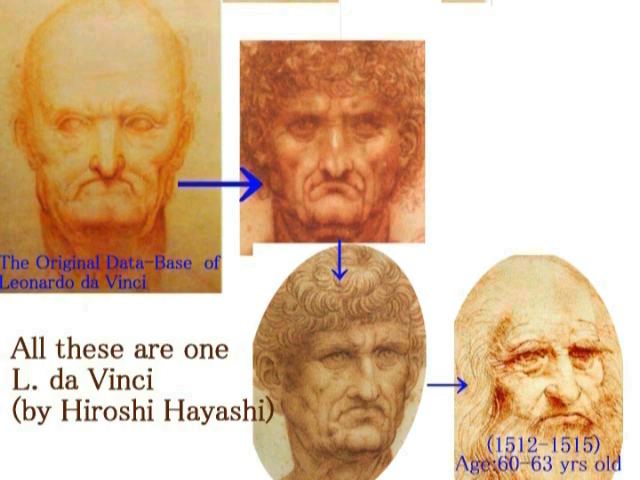 The Original Data-Base of
Leonardo da Vinci
All these are one
L. da Vinci
(by Hiroshi Hayashi)
(1512-1515)
Age:60-63 yrs old